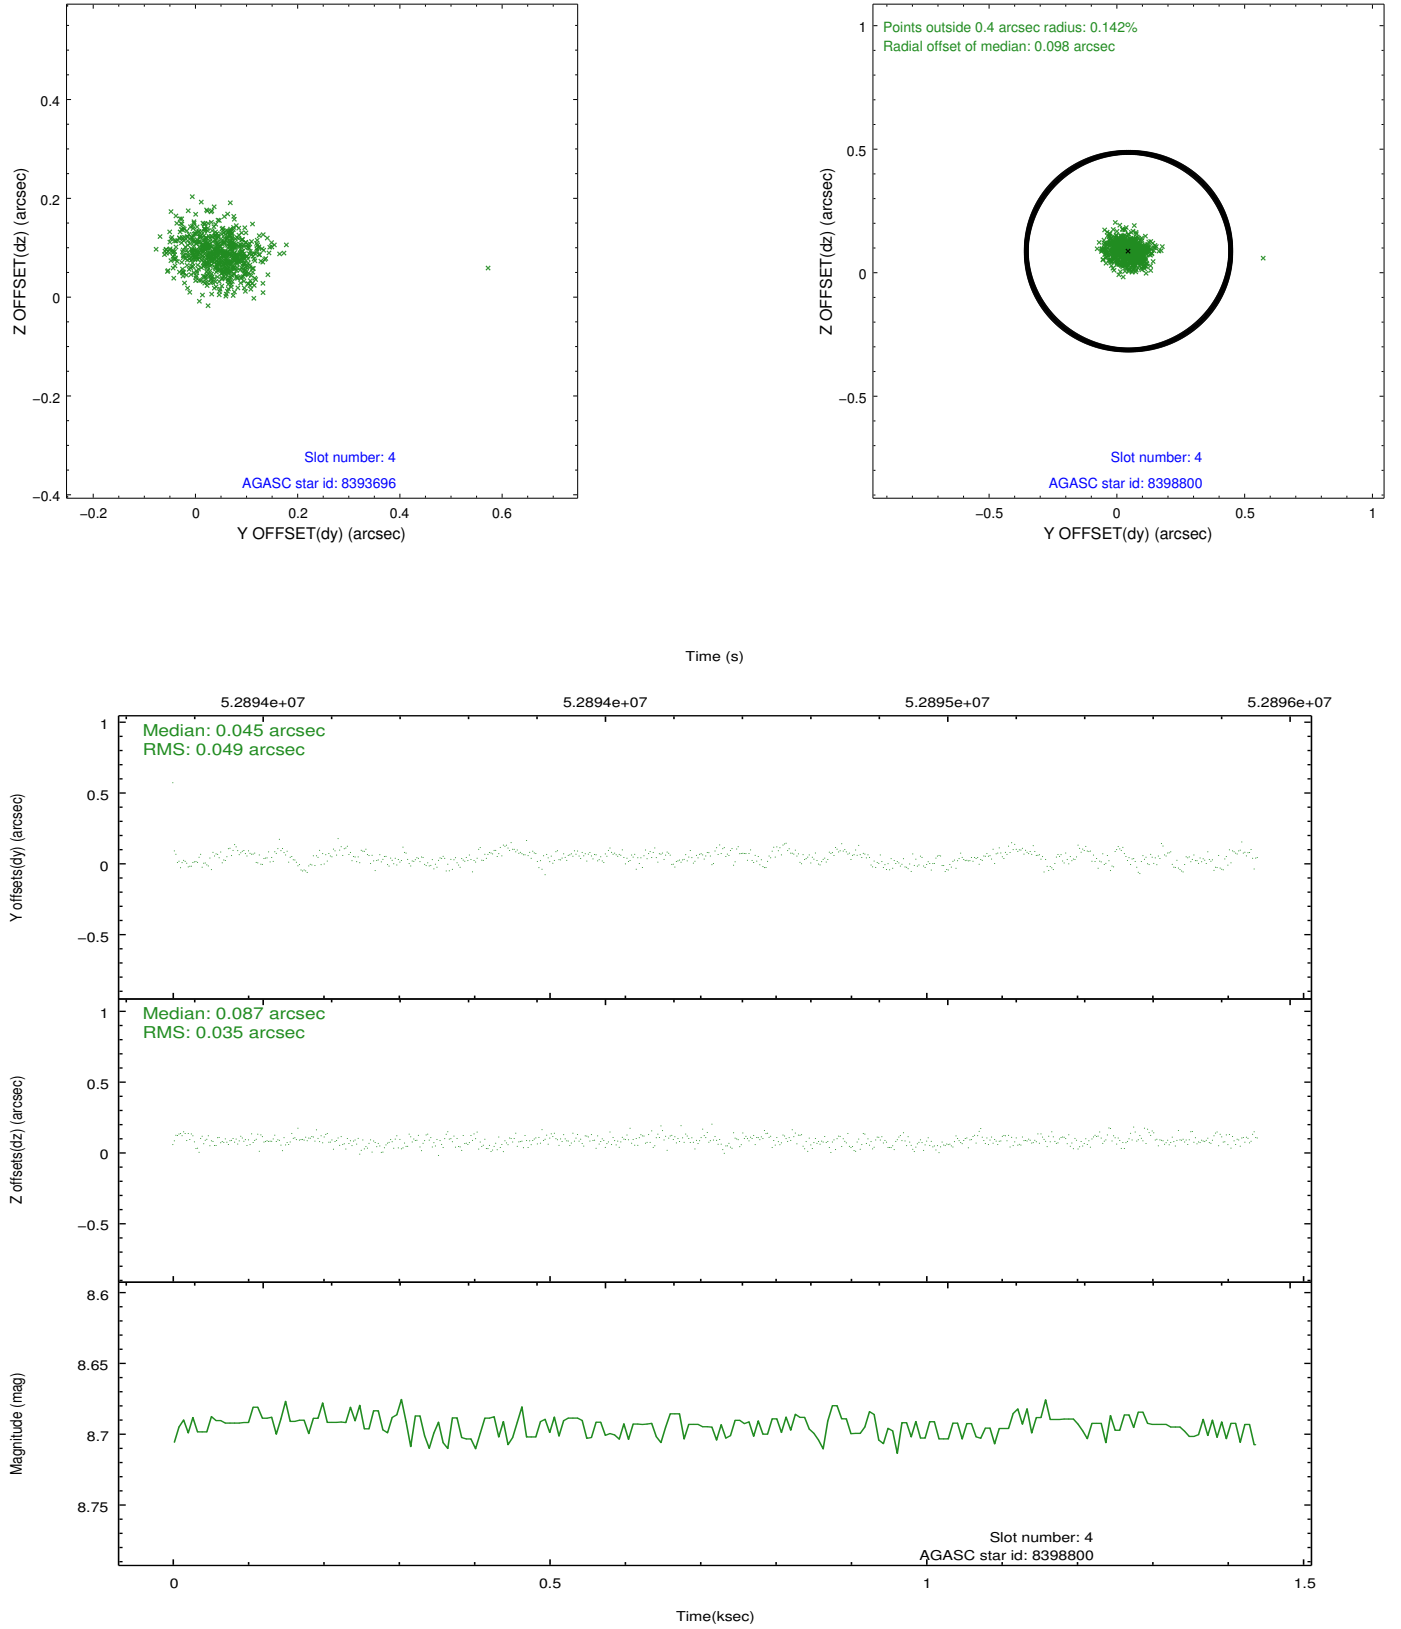 0.4
0.2
0
−0.2
−0.4
Z OFFSET(dz) (arcsec)
Slot number: 4
AGASC star id: 8393696
−0.2
0
0.2
0.4
0.6
Y OFFSET(dy) (arcsec)
Points outside 0.4 arcsec radius: 0.142%
Radial offset of median: 0.098 arcsec
1
0.5
0
−0.5
Z OFFSET(dz) (arcsec)
Slot number: 4
AGASC star id: 8398800
−0.5
0
0.5
1
Y OFFSET(dy) (arcsec)
Time (s)
5.2894e+07
5.2894e+07
5.2895e+07
5.2896e+07
Median: 0.045 arcsec
RMS: 0.049 arcsec
1
0.5
0
−0.5
Y offsets(dy) (arcsec)
Median: 0.087 arcsec
RMS: 0.035 arcsec
1
0.5
0
−0.5
Z offsets(dz) (arcsec)
8.6
8.65
8.7
8.75
Magnitude (mag)
Slot number: 4
AGASC star id: 8398800
0
0.5
1
1.5
Time(ksec)